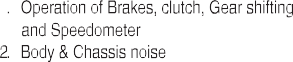 . Operation of Brakes, clutch, Gear shifting
and Speedometer
2. Body & Chassis noise